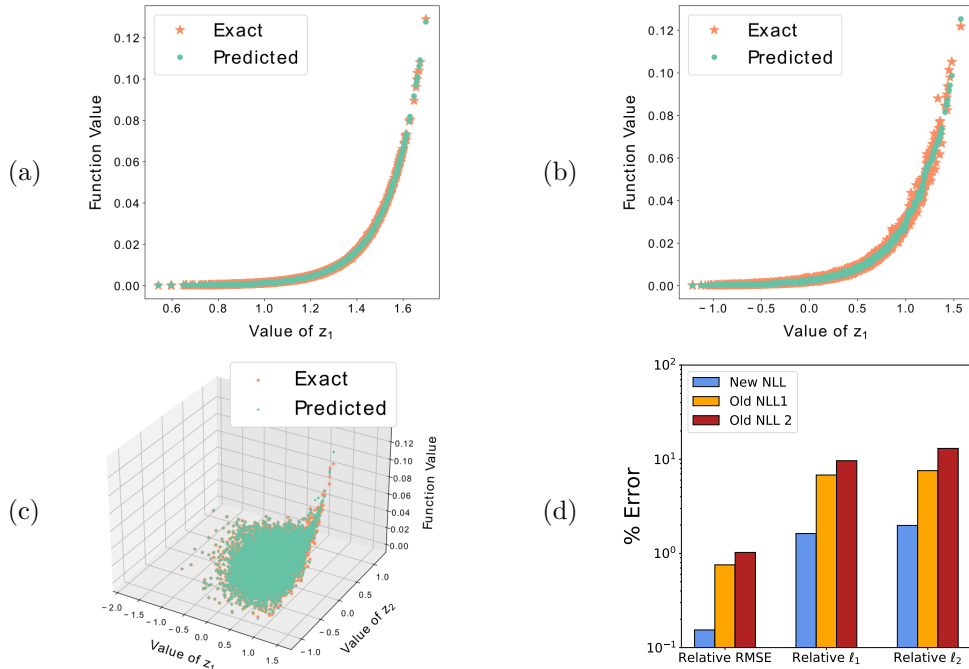 (a)
Exact
Predicted
Function Value
0.12
0.10
0.08
0.06
0.04
0.02
0.00
0.6 0.8 1.0 1.2 1.4 1.6
Value of z1
(b)
Exact
Predicted
Function Value
0.12
0.10
0.08
0.06
0.04
0.02
0.00
−1.0 −0.5 0.0 0.5 1.0 1.5
Value of z1
(c)
Exact
Predicted
Function Value
0.12
0.10
0.08
0.06
0.04
0.02
0.00
−2.0 −1.5 −1.0 −0.5 0.0 0.5 1.0 1.5
Value of z1
−1.0 −0.5 0.0 0.5 1.0
Value of z2
(d)
New NLL
Old NLL1
Old NLL 2
% Error
10²
10¹
10⁰
10⁻¹
Relative RMSE Relative ℓ1 Relative ℓ2